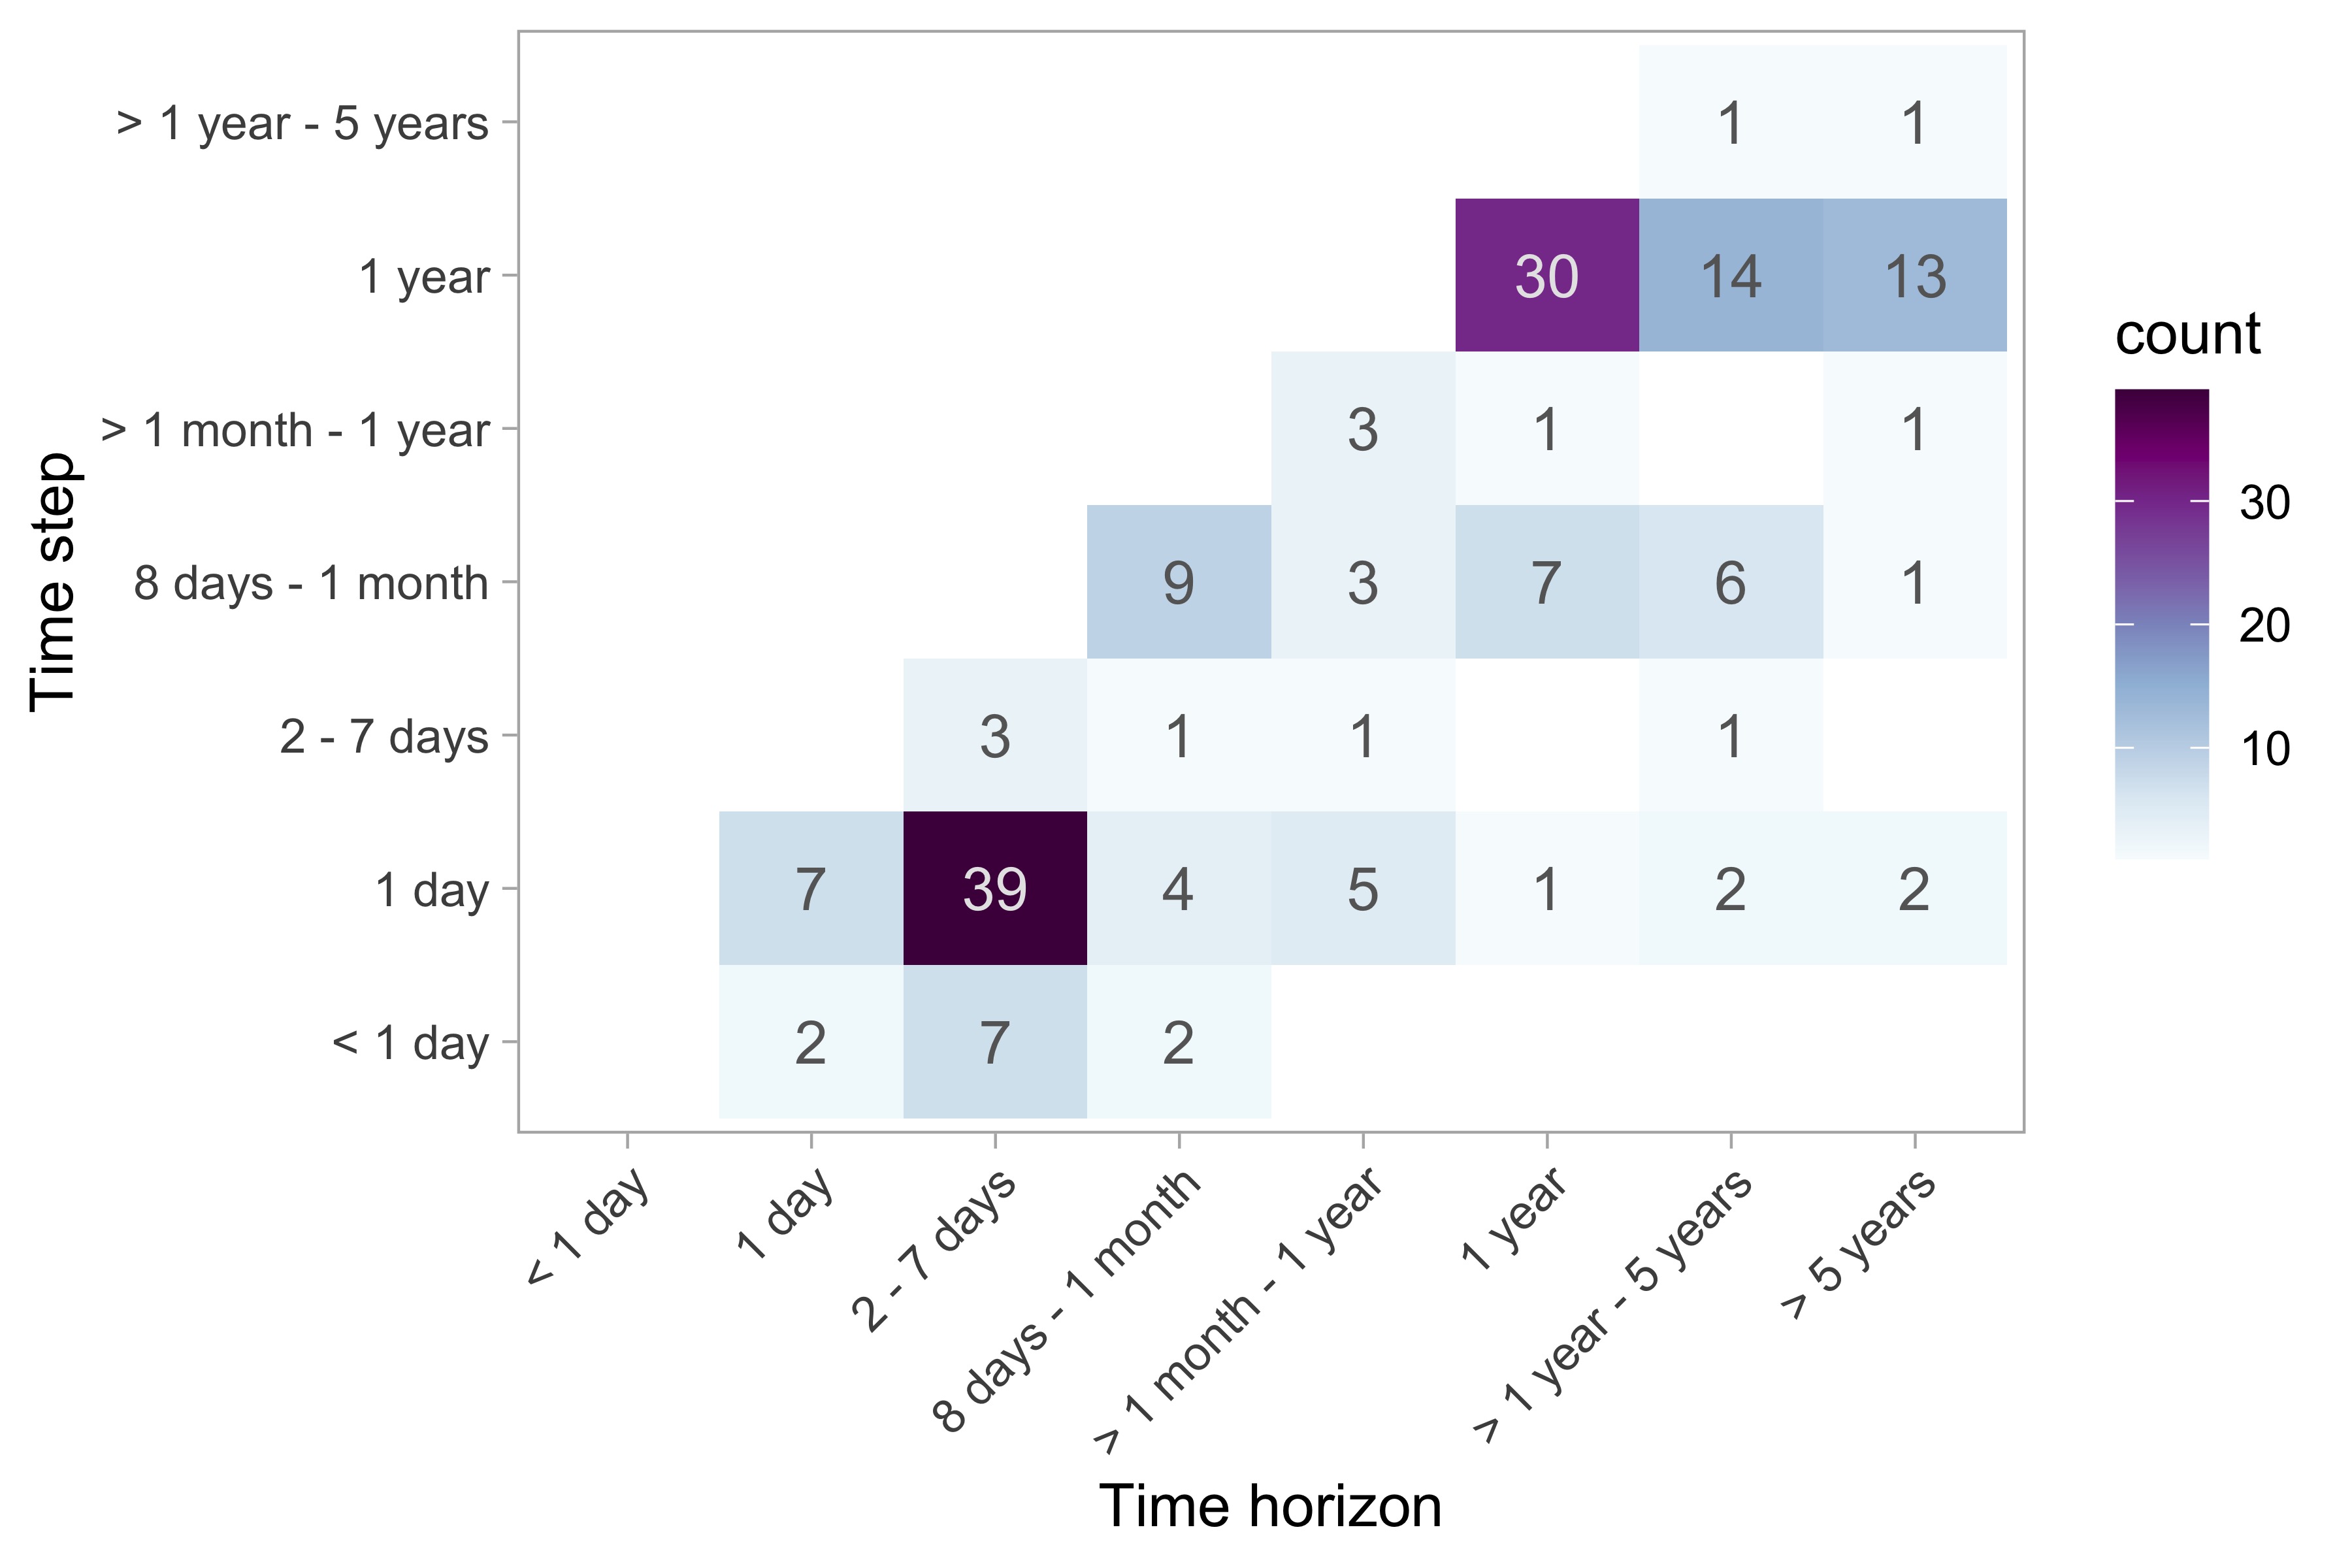 > 1 year - 5 years 1 1
1 year 30 14 13
> 1 month - 1 year 3 1 1
8 days - 1 month 9 3 7 6 1
2 - 7 days 3 1 1 1
1 day 7 39 4 5 1 2 2
< 1 day 2 7 2
Time step
< 1 day
1 day
2 - 7 days
8 days - 1 month
> 1 month - 1 year
1 year
> 1 year - 5 years
> 5 years
Time horizon
count
30
20
10